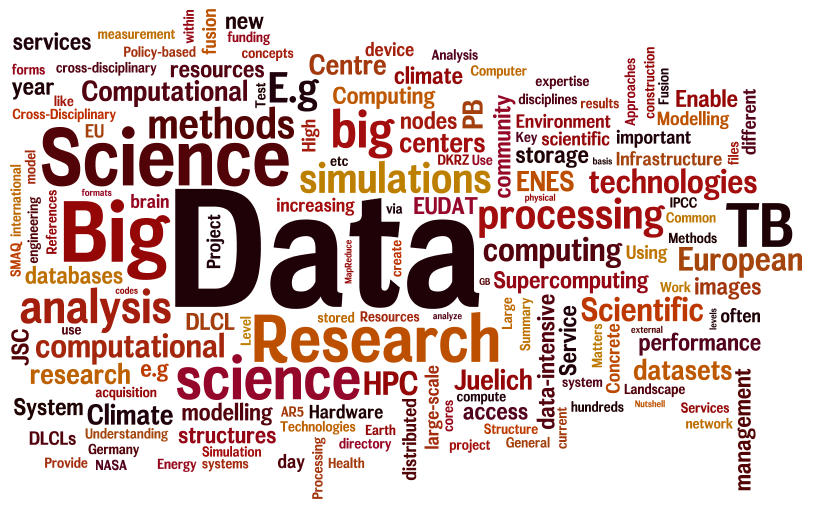 services
measurement
within
fusion
new
funding
Policy-based
concepts
device
Analysis
forms
cross-disciplinary
resources
Centre
climate
Computer
expertise
Approaches
construction
Fusion
year
like
Computational
Test
E.g
Computing
disciplines
results
Enable
different
Cross-Disciplinary
EU
methods
High
big
nodes
PB
community
Environment
Modelling
Science
centers
Key
scientific
important
files
model
etc
DKRZ
Use
storage
basis
Infrastructure
international
SMAQ
engineering
formats
simulations
ENES
technologies
References
brain
Big
Data
Project
increasing
via
EUDAT
physical
processing
IPCC
Common
TB
MapReduce
create
computing
Using
Methods
European
databases
codes
GB
Supercomputing
Work
images
analysis
DLCL
Level
stored
Resources
analyze
Large
Summary
data-intensive
Service
Scientific
levels
often
JSC
use
computational
Research
Matters
Concrete
external
performance
research
e.g
science
HPC
Juelich
system
datasets
acquisition
compute
Landscape
management
System
Climate
modelling
AR5
Hardware
distributed
large-scale
cores
access
hundreds
Nutshell
Services
DLCLs
Understanding
structures
Technologies
Earth
Structure
current
network
Germany
Simulation
directory
project
General
Provide
NASA
Energy
systems
day
Processing
Health